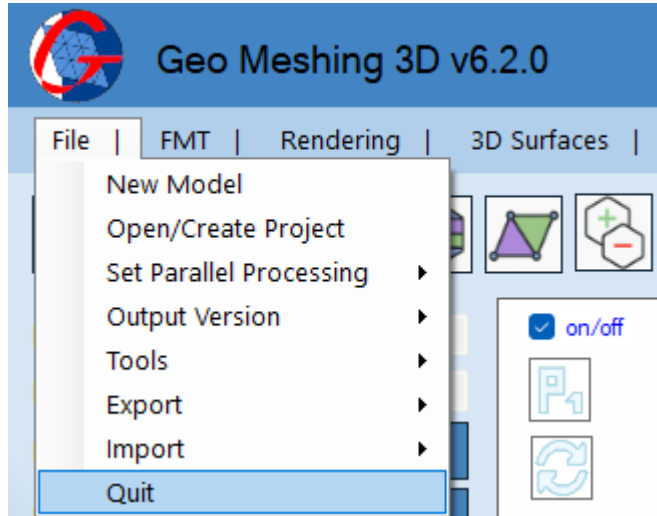 Geo Meshing 3D v6.2.0
File | FMT | Rendering | 3D Surfaces |
New Model
Open/Create Project
Set Parallel Processing
Output Version
Tools
Export
Import
Quit
on/off
P1